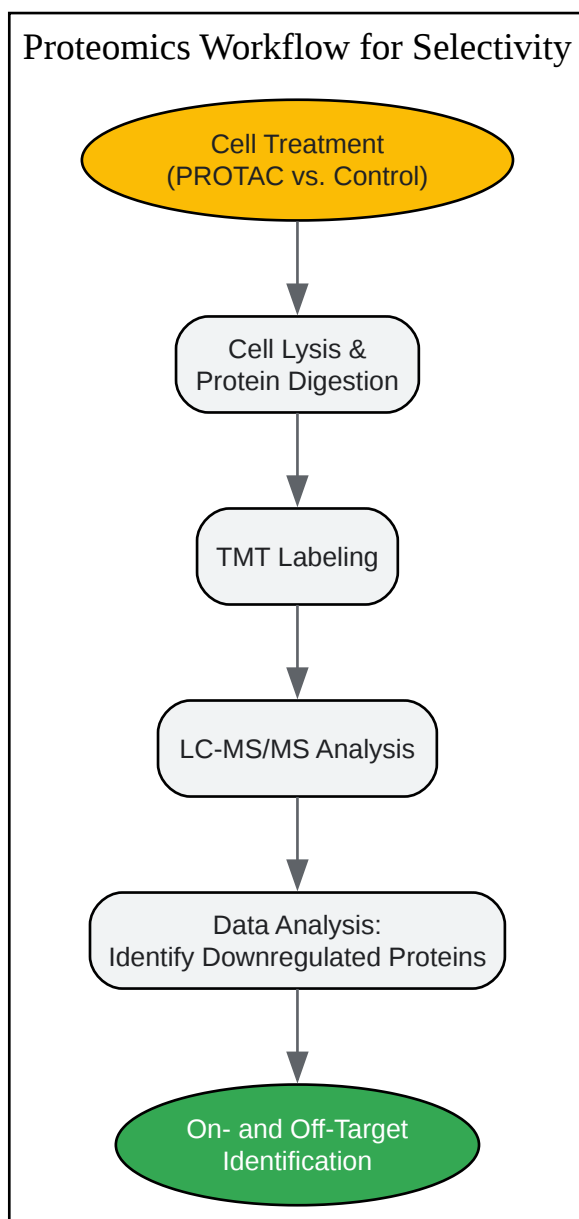 Proteomics Workflow for Selectivity
Cell Treatment
(PROTAC vs. Control)
Cell Lysis &
Protein Digestion
TMT Labeling
LC-MS/MS Analysis
Data Analysis:
Identify Downregulated Proteins
On- and Off-Target
Identification